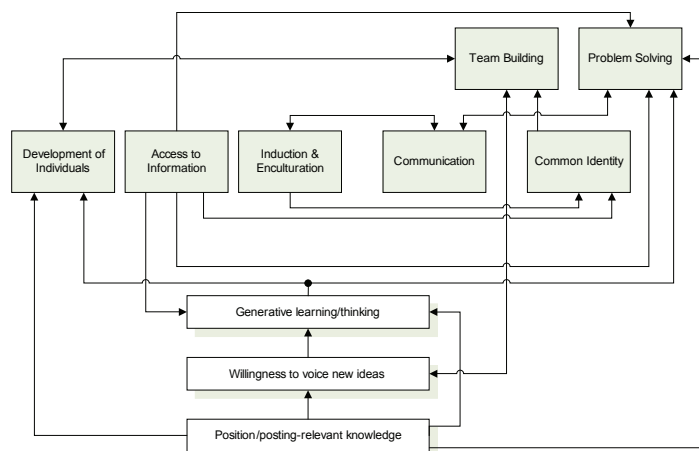 Team Building
Problem Solving
Development of
Individuals
Access to
Information
Induction &
Enculturation
Communication
Common Identity
Generative learning/thinking
Willingness to voice new ideas
Position/posting-relevant knowledge